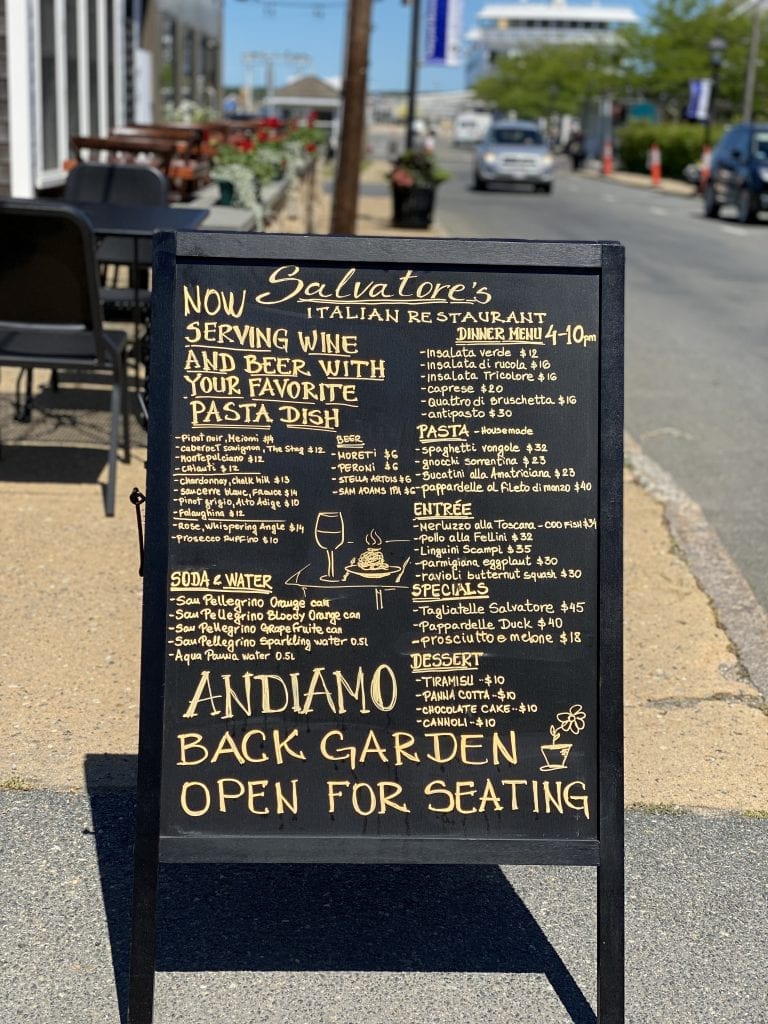 Salvatore's
ITALIAN RESTAURANT
NOW
SERVING WINE
AND BEER WITH
YOUR FAVORITE
PASTA DISH
-Pinot noir, Meiomi $14
cabernet sauvignon, The Stag $12
-Montepulciano $12
-CHianti $12
-chardonnay, chalk hill $13
-sancerre blanc, France $14
-Pinot grigio, Alto Adige $10
-Falanghina $12
-Rose, Whispering Angle $14
-Prosecco Ruffino $10
BEER
-MORETTI $6
-PERONI $6
-STELLA ARTOIS $6
-SAM ADAMS IPA $6
SODA & WATER
-San Pellegrino Orange can
-San Pellegrino Bloody Orange can
-San Pellegrino GRapeFruite can
-San Pellegrino sparkling water 0.5l
-Aqua Panna water 0.5l
DINNER MENU 4-10pm
-Insalata verde $12
-insalata di rucola $16
-insalata Tricolore $16
-caprese $20
-Quattro di Bruschetta $16
-antipasto $30
PASTA -Housemade
-spaghetti vongole $32
-gnocchi sorrentina $23
-Bucatini alla Amatriciana $23
-pappardelle al fileto di manzo $40
ENTRÉE
-Merluzzo alla Toscana - COD FISH $34
-Pollo alla Fellini $32
-Linguini Scampi $35
-parmigiana eggplant $30
-ravioli butternut squash $30
SPECIALS
-Tagliatelle Salvatore $45
-Pappardelle Duck $40
-prosciutto e melone $18
DESSERT
-TIRAMISU --$10
-PANNA COTTA --$10
-CHOCOLATE CAKE --$10
-CANNOLI --$10
ANDIAMO
BACK GARDEN
OPEN FOR SEATING